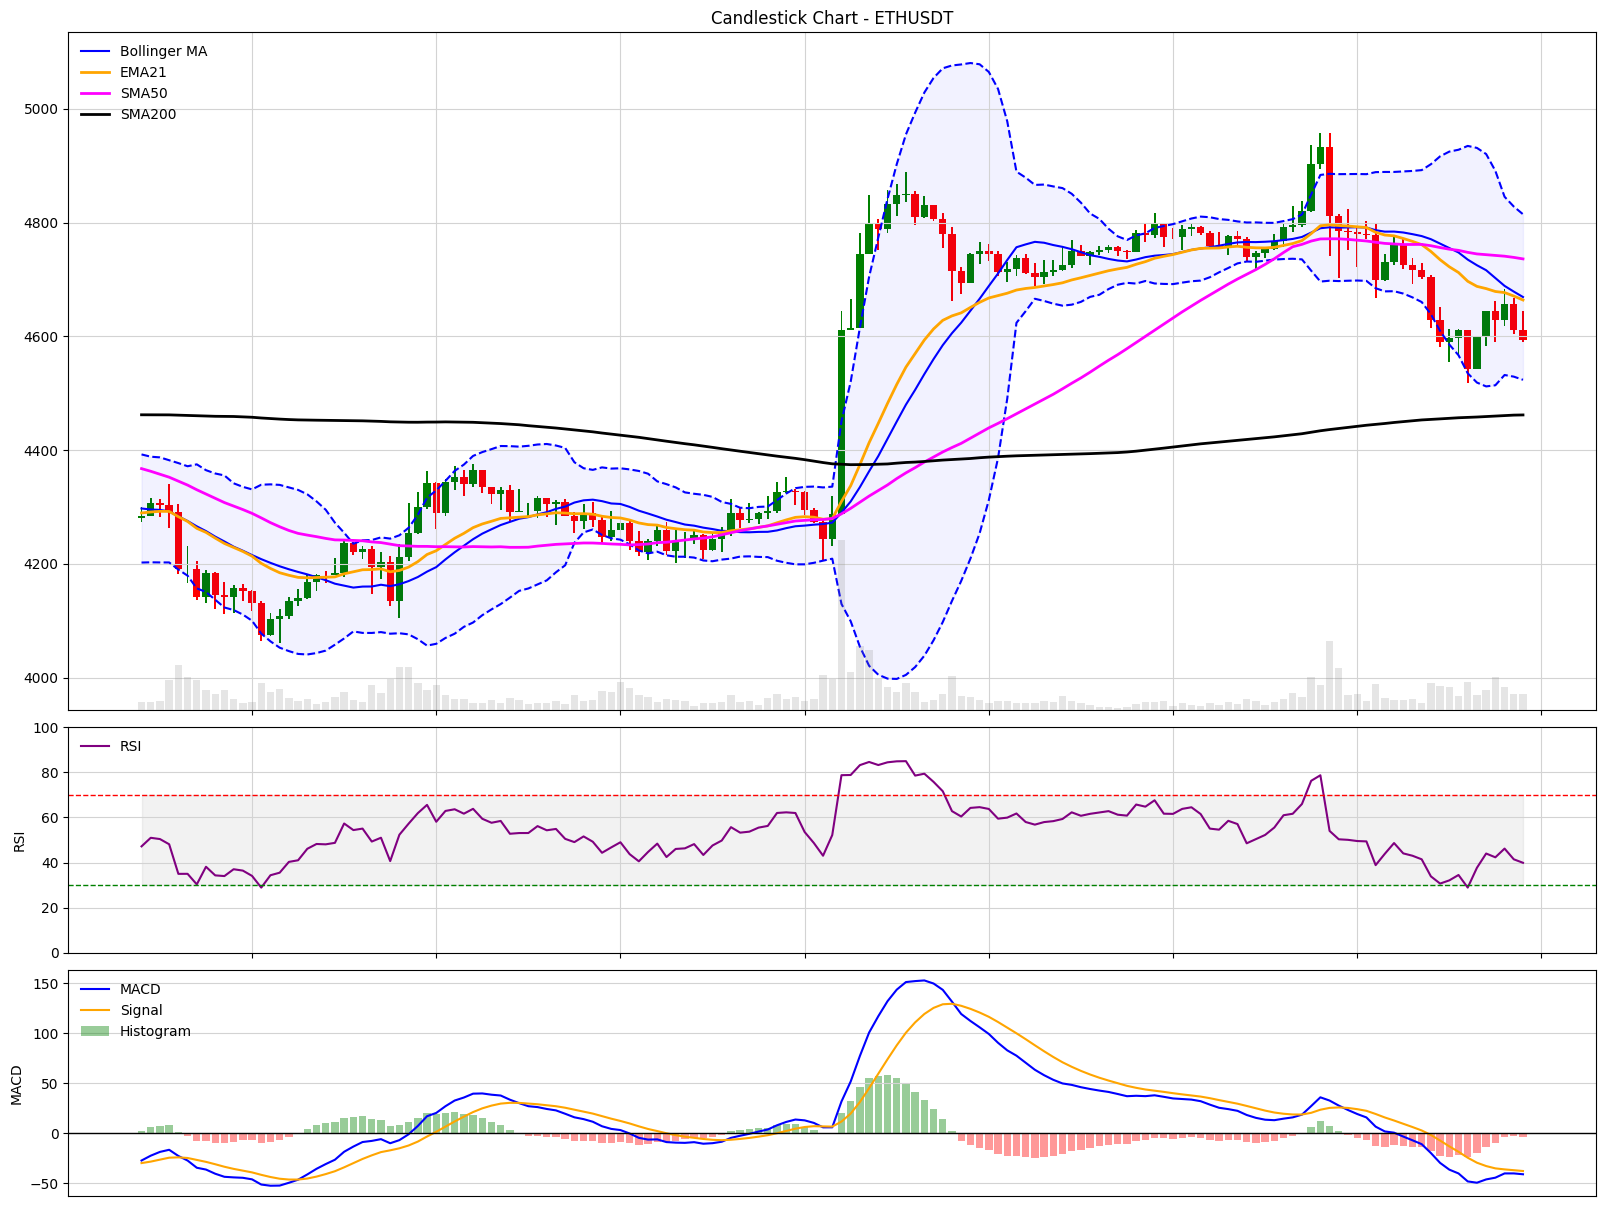 Candlestick Chart - ETHUSDT
Bollinger MA
EMA21
SMA50
SMA200
5000
4800
4600
4400
4200
4000
RSI
100
80
60
40
20
0
RSI
MACD
Signal
Histogram
150
100
50
0
−50
MACD